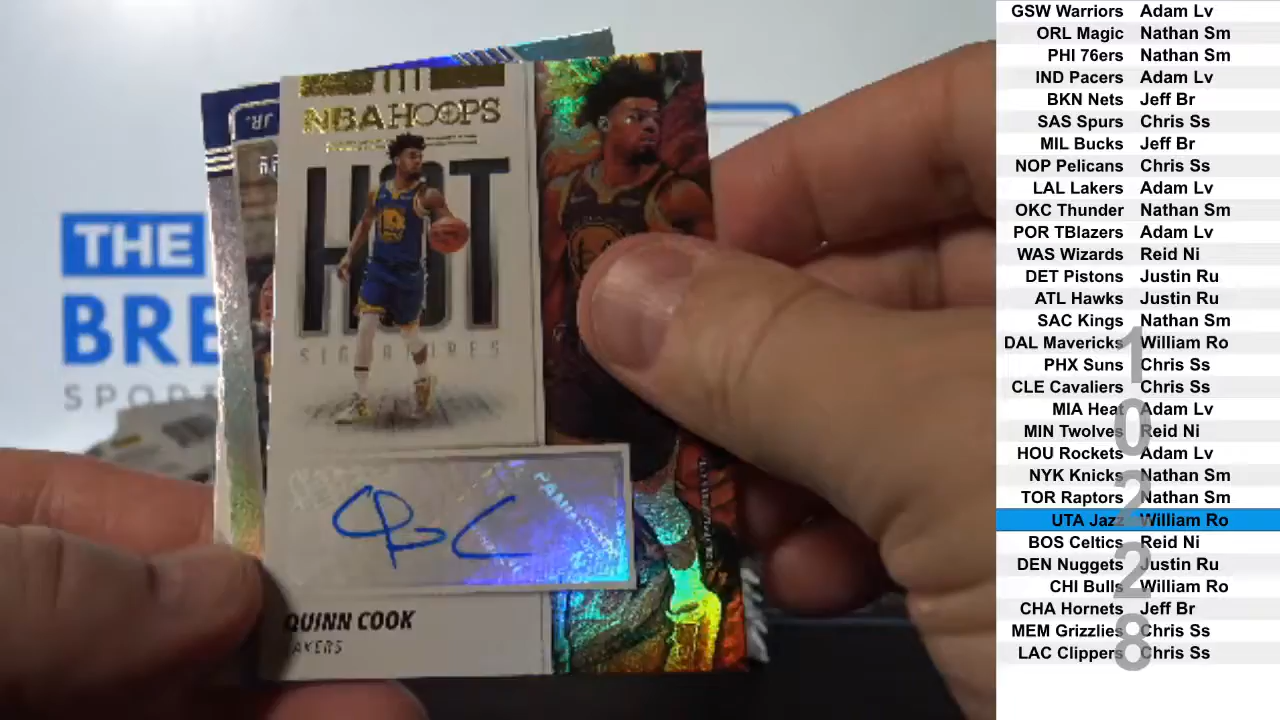 JR.
THE
BRE
SPORT
NBA HOOPS
HOT
SIGNATURES
QUINN COOK
LAKERS
GSW Warriors Adam Lv
ORL Magic Nathan Sm
PHI 76ers Nathan Sm
IND Pacers Adam Lv
BKN Nets Jeff Br
SAS Spurs Chris Ss
MIL Bucks Jeff Br
NOP Pelicans Chris Ss
LAL Lakers Adam Lv
OKC Thunder Nathan Sm
POR TBlazers Adam Lv
WAS Wizards Reid Ni
DET Pistons Justin Ru
ATL Hawks Justin Ru
SAC Kings Nathan Sm
DAL Mavericks William Ro
PHX Suns Chris Ss
CLE Cavaliers Chris Ss
MIA Heat Adam Lv
MIN Twolves Reid Ni
HOU Rockets Adam Lv
NYK Knicks Nathan Sm
TOR Raptors Nathan Sm
UTA Jazz William Ro
BOS Celtics Reid Ni
DEN Nuggets Justin Ru
CHI Bulls William Ro
CHA Hornets Jeff Br
MEM Grizzlies Chris Ss
LAC Clippers Chris Ss
1
0
2
2
8